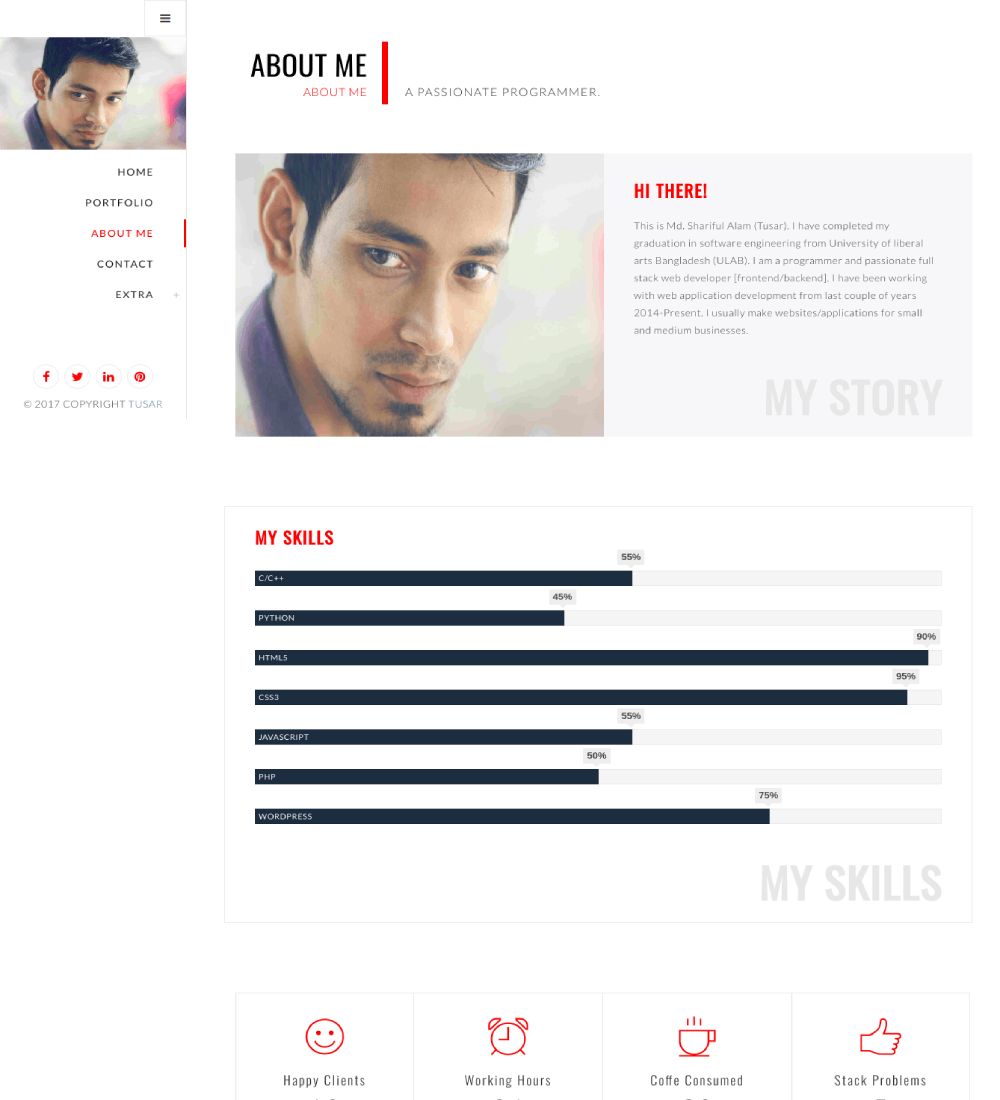 HOME
PORTFOLIO
ABOUT ME
CONTACT
EXTRA +
© 2017 COPYRIGHT TUSAR
ABOUT ME
ABOUT ME
A PASSIONATE PROGRAMMER.
HI THERE!
This is Md. Shariful Alam (Tusar). I have completed my
graduation in software engineering from University of liberal
arts Bangladesh (ULAB). I am a programmer and passionate full
stack web developer [frontend/backend]. I have been working
with web application development from last couple of years
2014-Present. I usually make websites/applications for small
and medium businesses.
MY STORY
MY SKILLS
55%
C/C++
45%
PYTHON
90%
HTML5
95%
CSS3
55%
JAVASCRIPT
50%
PHP
75%
WORDPRESS
MY SKILLS
Happy Clients
Working Hours
Coffe Consumed
Stack Problems